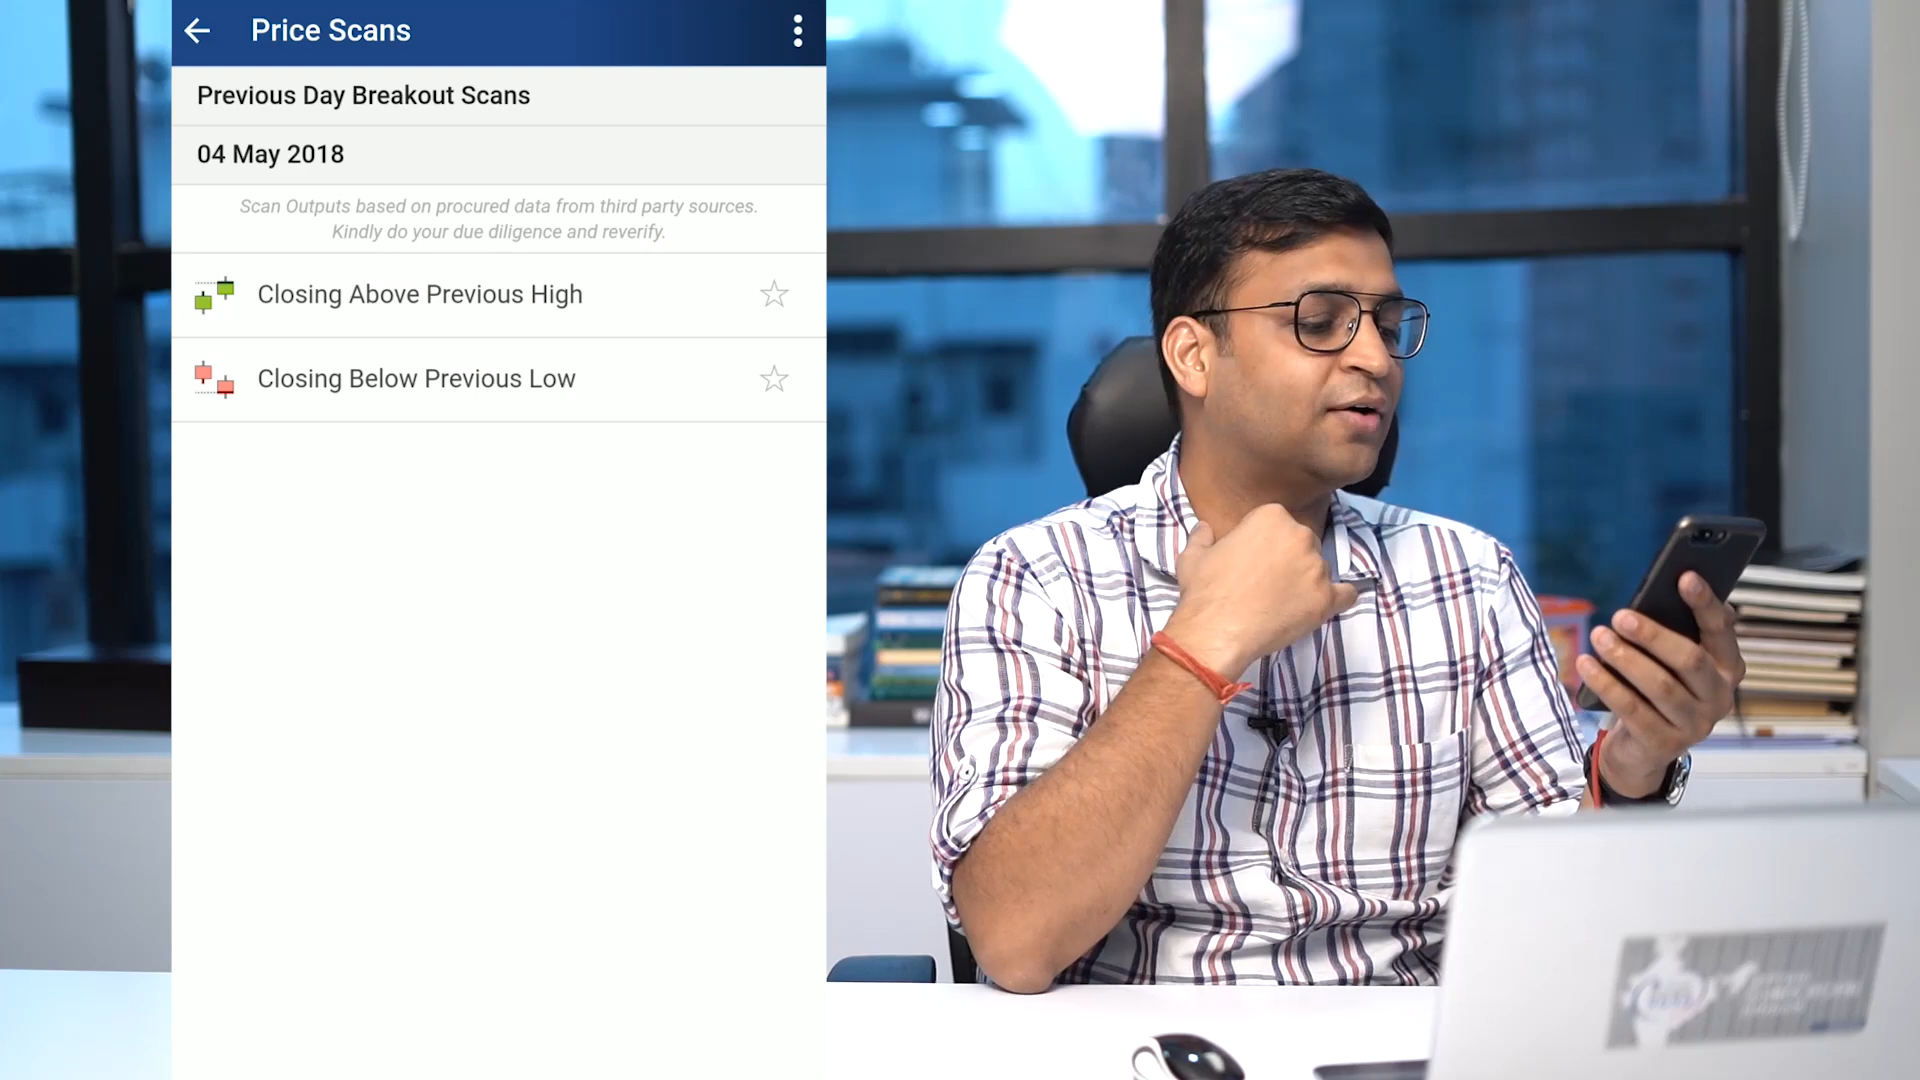 Price Scans
Previous Day Breakout Scans
04 May 2018
Scan Outputs based on procured data from third party sources.
Kindly do your due diligence and reverify.
Closing Above Previous High
Closing Below Previous Low